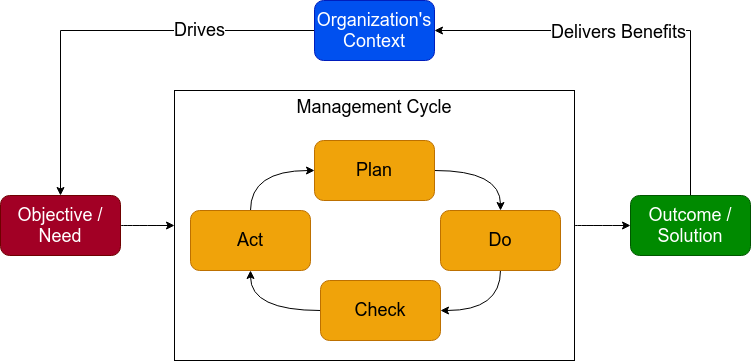 Organization's
Context
Drives
Delivers Benefits
Management Cycle
Plan
Objective /
Need
Act
Do
Outcome /
Solution
Check